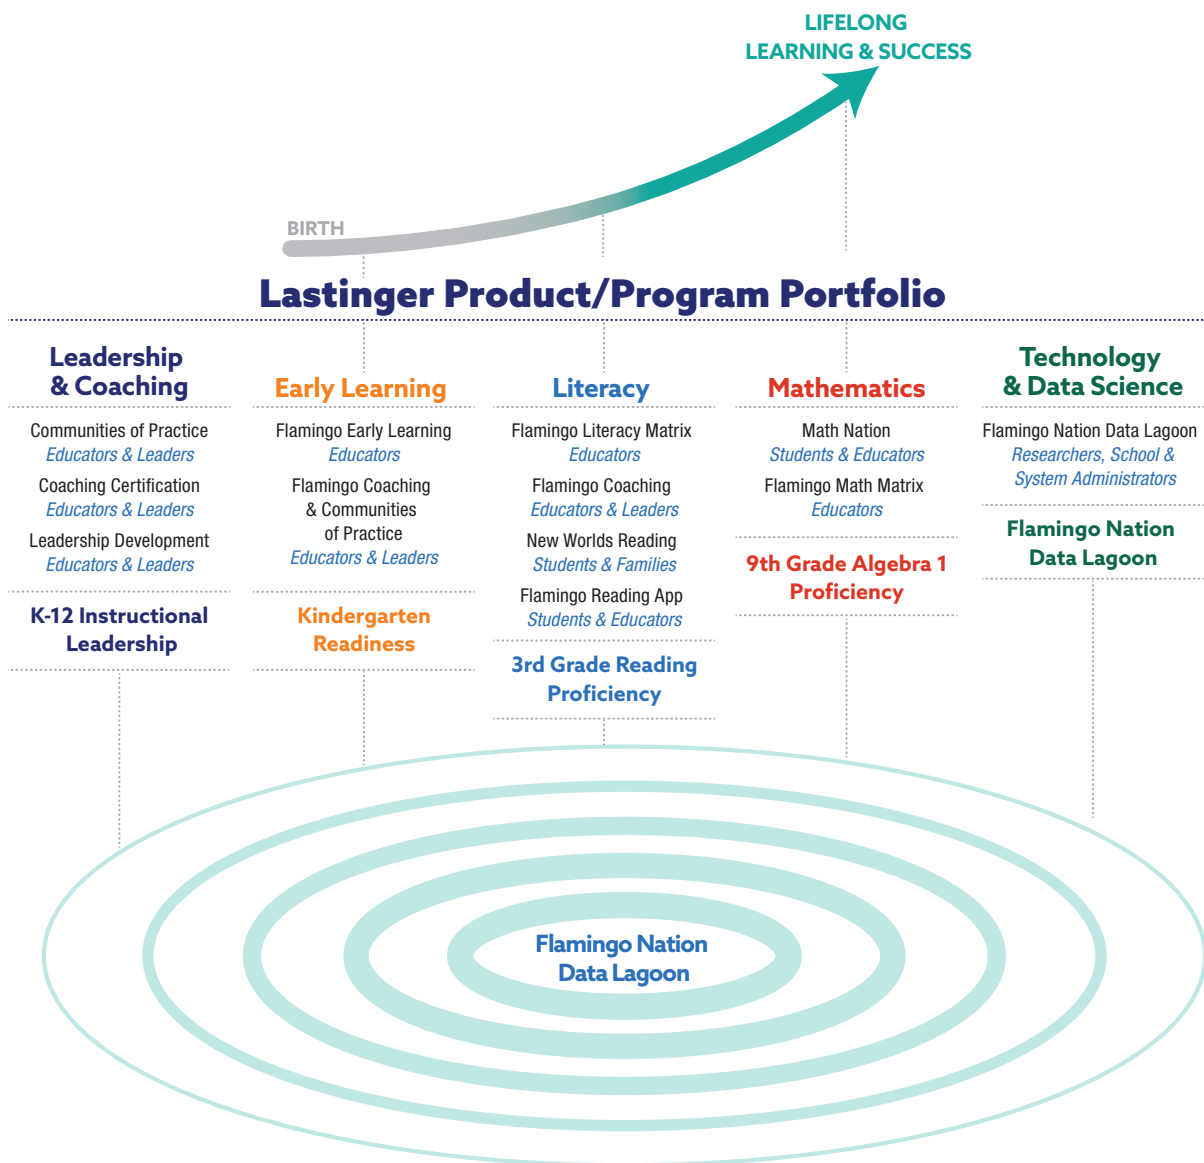 LIFELONG
LEARNING & SUCCESS
BIRTH
Lastinger Product/Program Portfolio
Leadership
& Coaching
Communities of Practice
Educators & Leaders
Coaching Certification
Educators & Leaders
Leadership Development
Educators & Leaders
K-12 Instructional
Leadership
Early Learning
Flamingo Early Learning
Educators
Flamingo Coaching
& Communities
of Practice
Educators & Leaders
Kindergarten
Readiness
Literacy
Flamingo Literacy Matrix
Educators
Flamingo Coaching
Educators & Leaders
New Worlds Reading
Students & Families
Flamingo Reading App
Students & Educators
3rd Grade Reading
Proficiency
Mathematics
Math Nation
Students & Educators
Flamingo Math Matrix
Educators
9th Grade Algebra 1
Proficiency
Technology
& Data Science
Flamingo Nation Data Lagoon
Researchers, School &
System Administrators
Flamingo Nation
Data Lagoon
Flamingo Nation
Data Lagoon